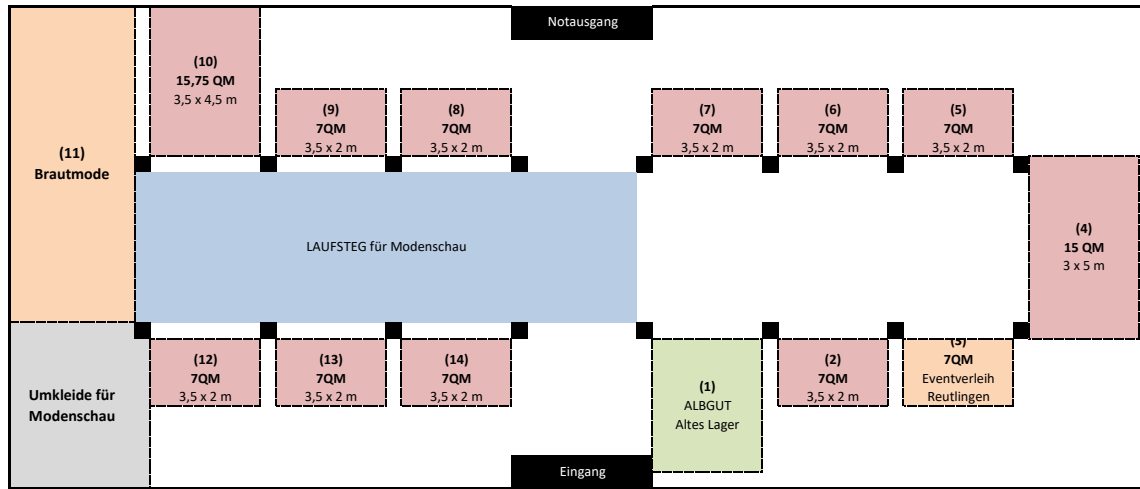 Notausgang
(10)
15,75 QM
3,5 x 4,5 m
(9)
7QM
3,5 x 2 m
(8)
7QM
3,5 x 2 m
(7)
7QM
3,5 x 2 m
(6)
7QM
3,5 x 2 m
(5)
7QM
3,5 x 2 m
(11)
Brautmode
LAUFSTEG für Modenschau
(4)
15 QM
3 x 5 m
Umkleide für
Modenschau
(12)
7QM
3,5 x 2 m
(13)
7QM
3,5 x 2 m
(14)
7QM
3,5 x 2 m
(1)
ALBGUT
Altes Lager
(2)
7QM
3,5 x 2 m
(3)
7QM
Eventverleih
Reutlingen
Eingang